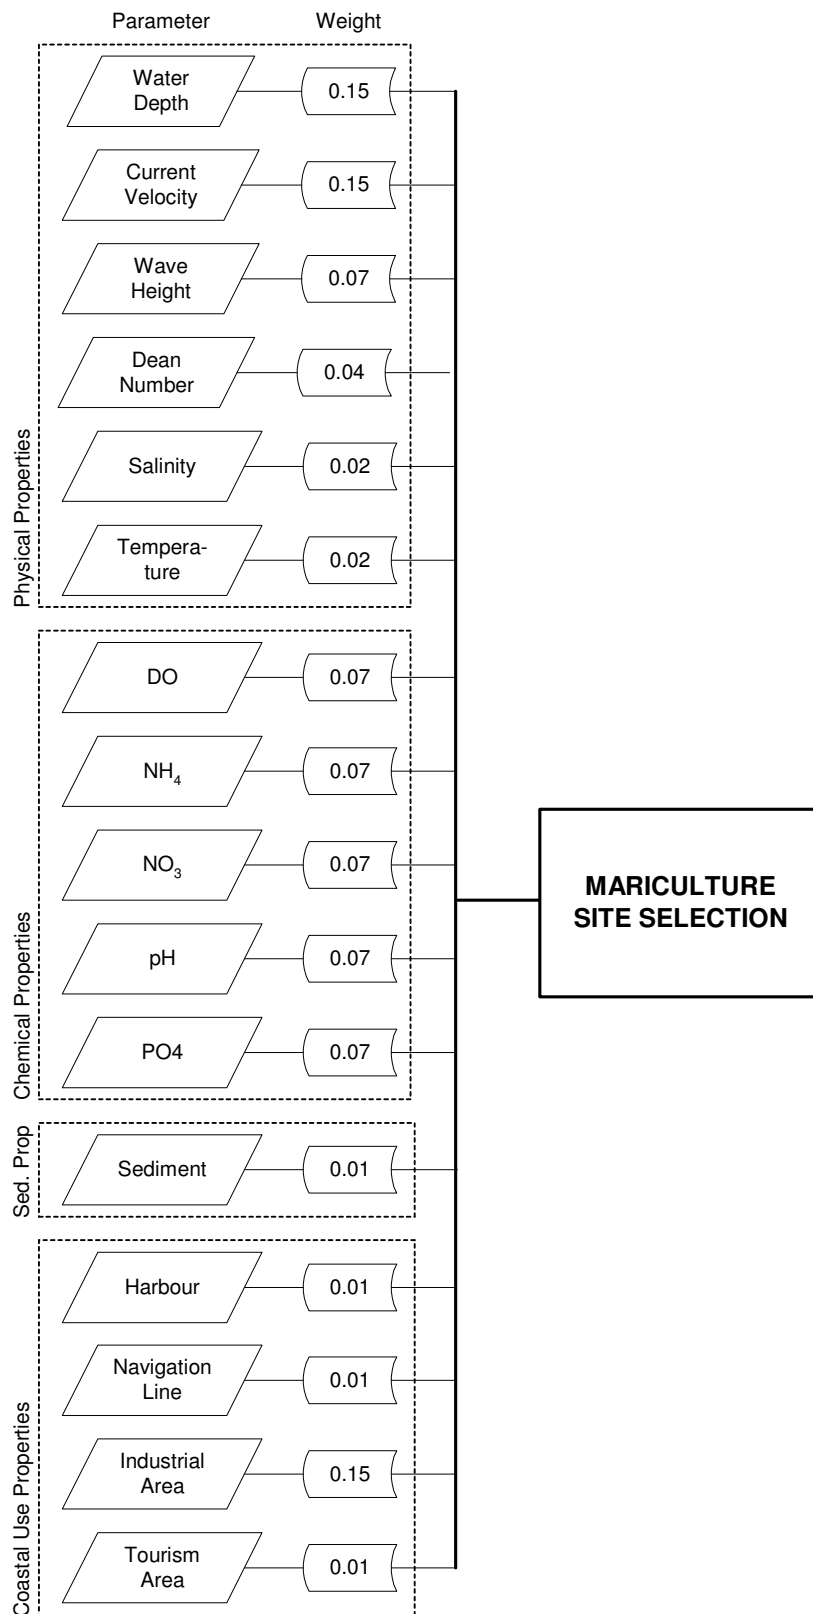 Parameter Weight
Physical Properties
Water
Depth
0.15
Current
Velocity
0.15
Wave
Height
0.07
Dean
Number
0.04
Salinity
0.02
Tempera-
ture
0.02
Chemical Properties
DO
0.07
NH₄
0.07
NO₃
0.07
pH
0.07
PO4
0.07
Sed. Prop
Sediment
0.01
Coastal Use Properties
Harbour
0.01
Navigation
Line
0.01
Industrial
Area
0.15
Tourism
Area
0.01
MARICULTURE
SITE SELECTION